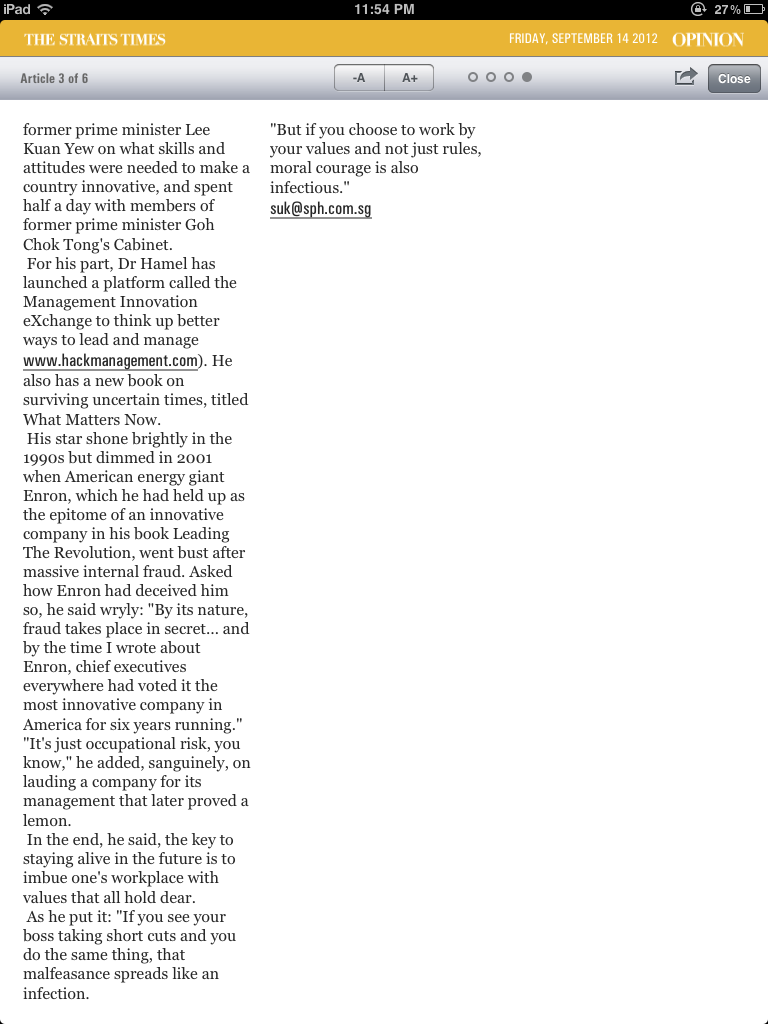 iPad
11:54 PM
27%
THE STRAITS TIMES
FRIDAY, SEPTEMBER 14 2012
OPINION
Article 3 of 6
-A
A+
Close
former prime minister Lee
Kuan Yew on what skills and
attitudes were needed to make a
country innovative, and spent
half a day with members of
former prime minister Goh
Chok Tong's Cabinet.
For his part, Dr Hamel has
launched a platform called the
Management Innovation
eXchange to think up better
ways to lead and manage
www.hackmanagement.com). He
also has a new book on
surviving uncertain times, titled
What Matters Now.
His star shone brightly in the
1990s but dimmed in 2001
when American energy giant
Enron, which he had held up as
the epitome of an innovative
company in his book Leading
The Revolution, went bust after
massive internal fraud. Asked
how Enron had deceived him
so, he said wryly: "By its nature,
fraud takes place in secret... and
by the time I wrote about
Enron, chief executives
everywhere had voted it the
most innovative company in
America for six years running."
"It's just occupational risk, you
know," he added, sanguinely, on
lauding a company for its
management that later proved a
lemon.
In the end, he said, the key to
staying alive in the future is to
imbue one's workplace with
values that all hold dear.
As he put it: "If you see your
boss taking short cuts and you
do the same thing, that
malfeasance spreads like an
infection.
"But if you choose to work by
your values and not just rules,
moral courage is also
infectious."
suk@sph.com.sg